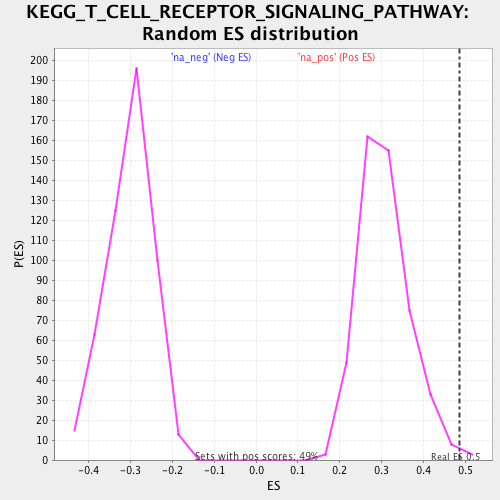 KEGG_T_CELL_RECEPTOR_SIGNALING_PATHWAY:
Random ES distribution
'na_neg' (Neg ES) 'na_pos' (Pos ES)
200
190
180
170
160
150
140
130
120
110
100
90
80
70
60
50
40
30
20
10
0
P(ES)
Sets with pos scores: 49%
Real ES 0.5
-0.4 -0.3 -0.2 -0.1 0.0 0.1 0.2 0.3 0.4 0.5
ES